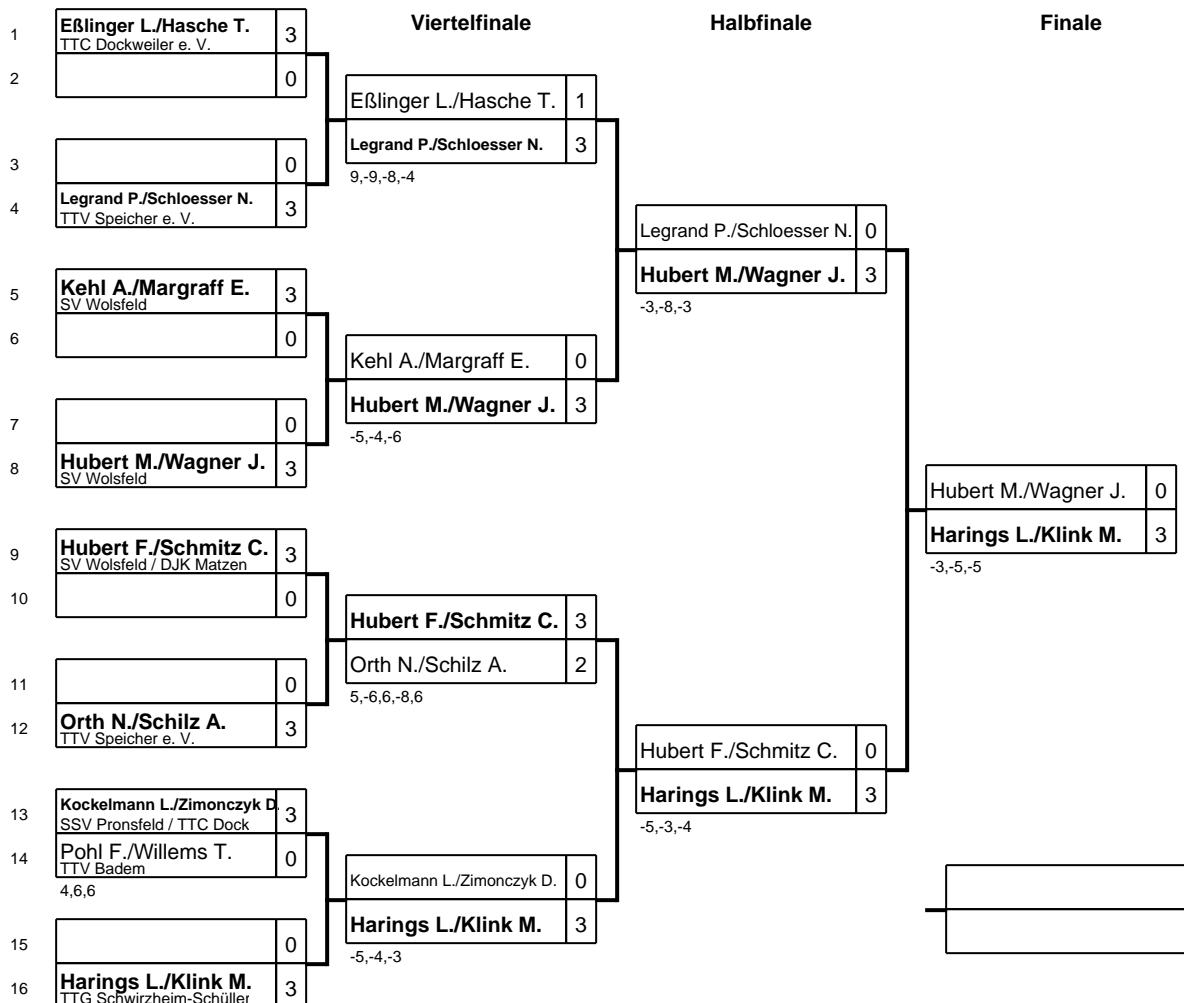 Viertelfinale
Halbfinale
Finale
1
Eßlinger L./Hasche T. 3
TTC Dockweiler e. V.
2
0
3
0
4
Legrand P./Schloesser N. 3
TTV Speicher e. V.
5
Kehl A./Margraff E. 3
SV Wolsfeld
6
0
7
0
8
Hubert M./Wagner J. 3
SV Wolsfeld
9
Hubert F./Schmitz C. 3
SV Wolsfeld / DJK Matzen
10
0
11
0
12
Orth N./Schilz A. 3
TTV Speicher e. V.
13
Kockelmann L./Zimonczyk D. 3
SSV Pronsfeld / TTC Dock
14
Pohl F./Willems T. 0
TTV Badem
4,6,6
15
0
16
Harings L./Klink M. 3
TTG Schwirzheim-Schüller
Eßlinger L./Hasche T. 1
Legrand P./Schloesser N. 3
9,-9,-8,-4
Kehl A./Margraff E. 0
Hubert M./Wagner J. 3
-5,-4,-6
Hubert F./Schmitz C. 3
Orth N./Schilz A. 2
5,-6,6,-8,6
Kockelmann L./Zimonczyk D. 0
Harings L./Klink M. 3
-5,-4,-3
Legrand P./Schloesser N. 0
Hubert M./Wagner J. 3
-3,-8,-3
Hubert F./Schmitz C. 0
Harings L./Klink M. 3
-5,-3,-4
Hubert M./Wagner J. 0
Harings L./Klink M. 3
-3,-5,-5